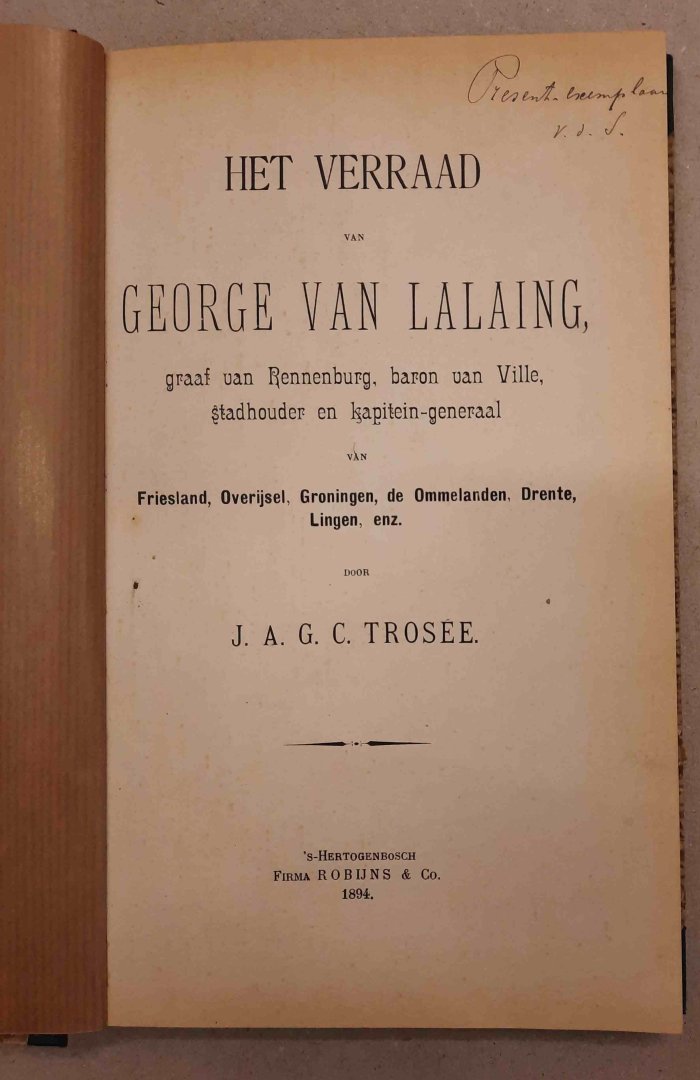 Present-exemplaar
v. d. S.
HET VERRAAD
VAN
GEORGE VAN LALAING,
graaf van Rennenburg, baron van Ville,
stadhouder en kapitein-generaal
VAN
Friesland, Overijsel, Groningen, de Ommelanden, Drente,
Lingen, enz.
DOOR
J. A. G. C. TROSÉE.
'S-HERTOGENBOSCH
FIRMA ROBIJNS & Co.
1894.